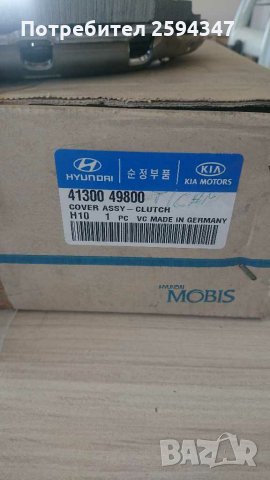 Потребител 2594347
HYUNDAI
순정부품
KIA
KIA MOTORS
41300 49800
COVER ASSY-CLUTCH
H10 1 PC VC MADE IN GERMANY
HYUNDAI
MOBIS
bazar